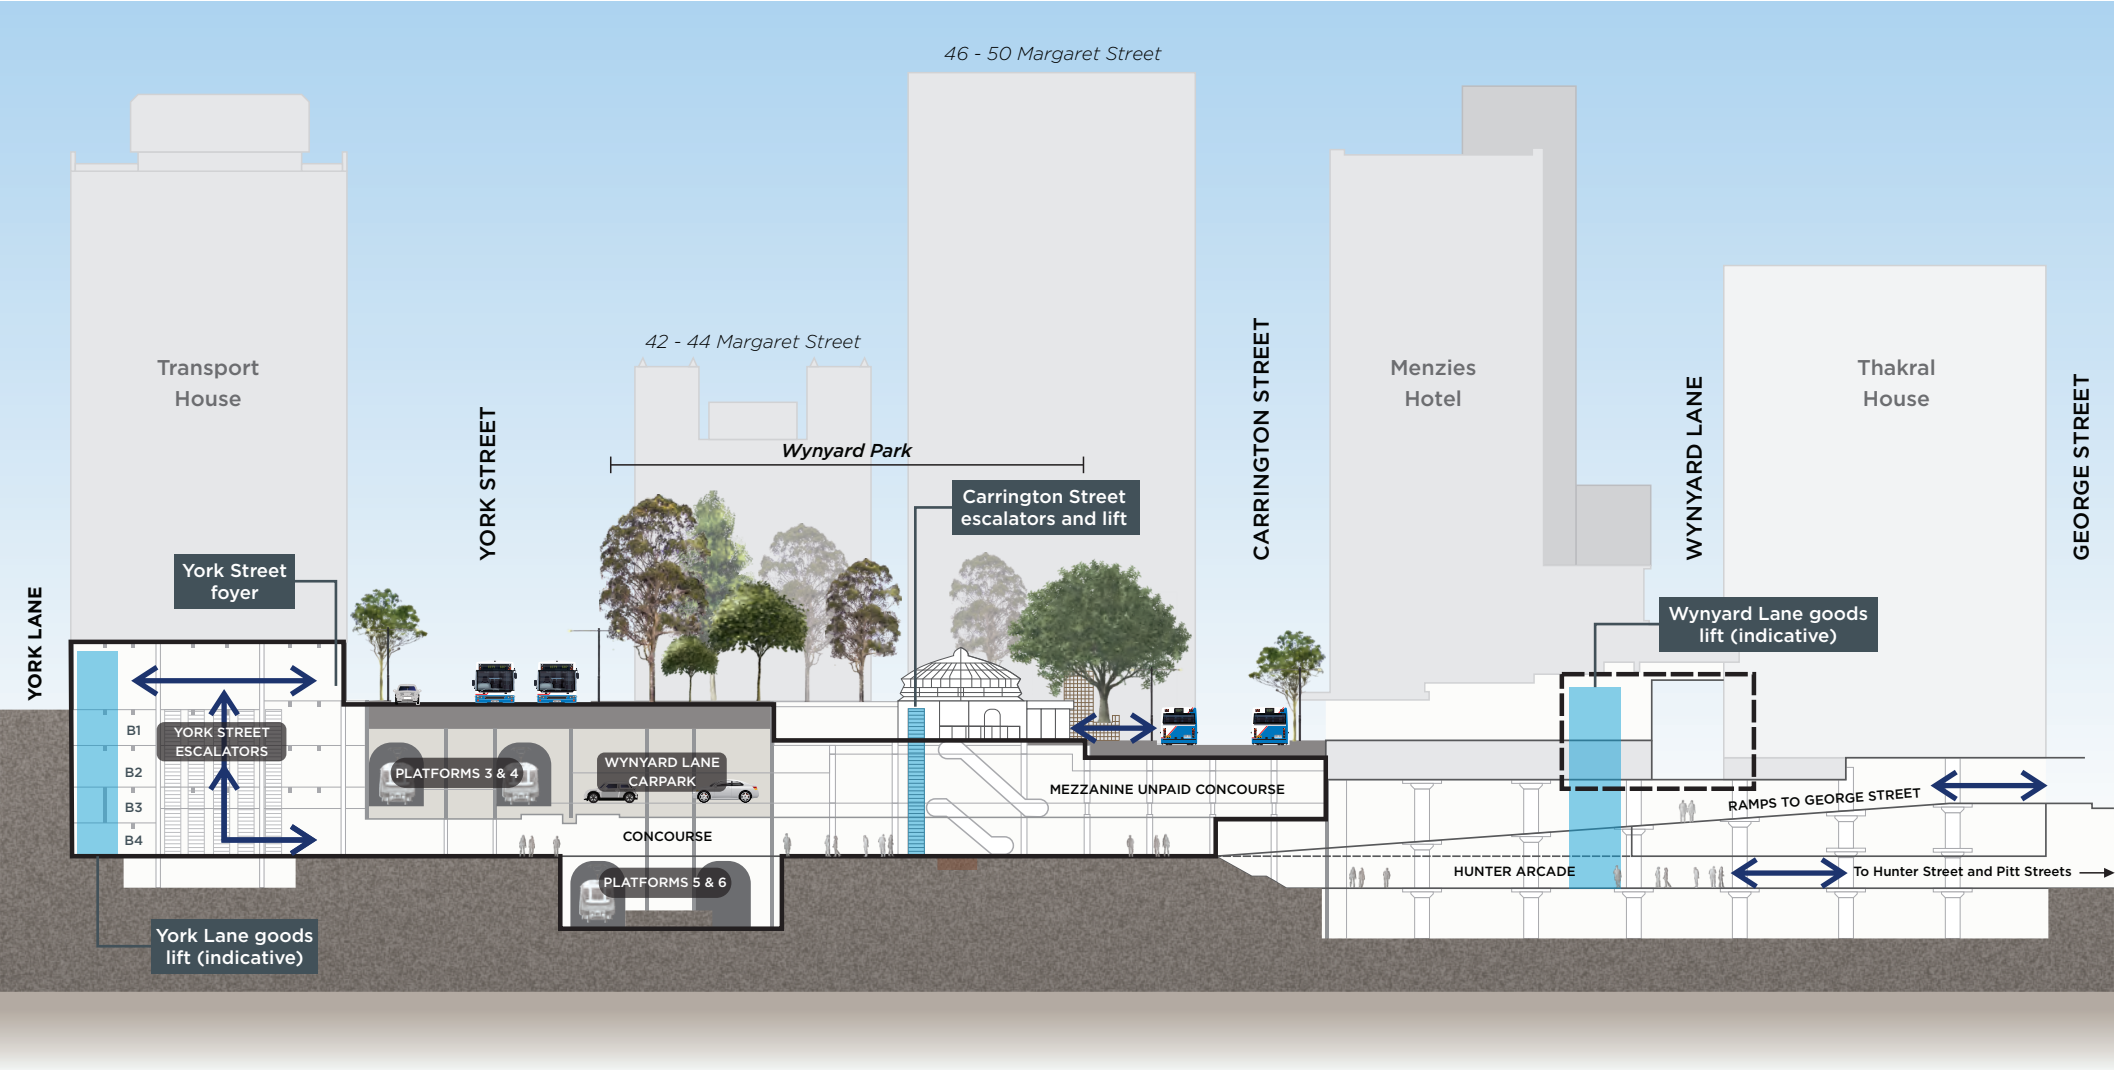 46 - 50 Margaret Street
42 - 44 Margaret Street
Transport
House
Menzies
Hotel
Thakral
House
YORK LANE
YORK STREET
CARRINGTON STREET
WYNYARD LANE
GEORGE STREET
Wynyard Park
Carrington Street
escalators and lift
York Street
foyer
Wynyard Lane goods
lift (indicative)
B1
B2
B3
B4
YORK STREET
ESCALATORS
PLATFORMS 3 & 4
WYNYARD LANE
CARPARK
MEZZANINE UNPAID CONCOURSE
RAMPS TO GEORGE STREET
CONCOURSE
HUNTER ARCADE
To Hunter Street and Pitt Streets
PLATFORMS 5 & 6
York Lane goods
lift (indicative)